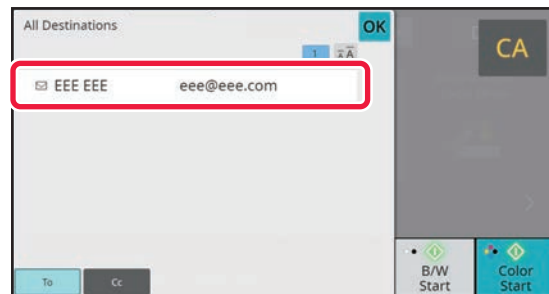 All Destinations
OK
1
CA
EEE EEE eee@eee.com
To
Cc
B/W
Start
Color
Start